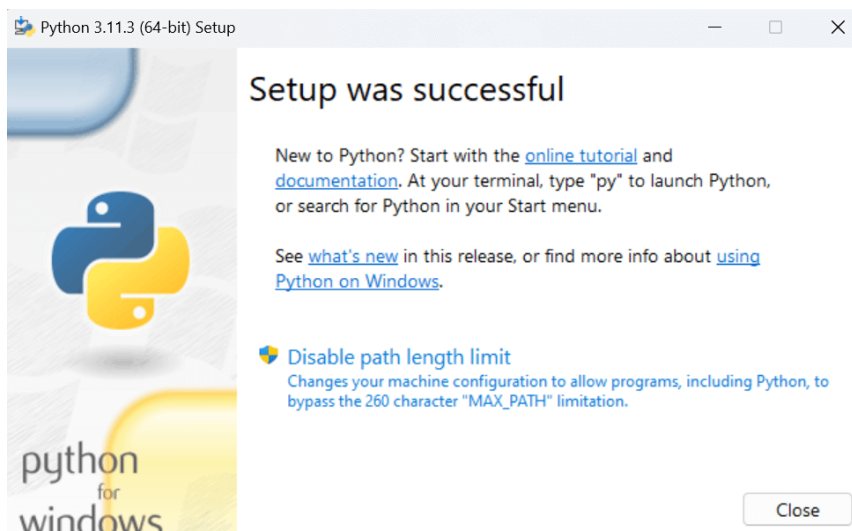 Python 3.11.3 (64-bit) Setup
Setup was successful
New to Python? Start with the online tutorial and
documentation. At your terminal, type "py" to launch Python,
or search for Python in your Start menu.
See what's new in this release, or find more info about using
Python on Windows.
Disable path length limit
Changes your machine configuration to allow programs, including Python, to
bypass the 260 character "MAX_PATH" limitation.
python
for
windows
Close